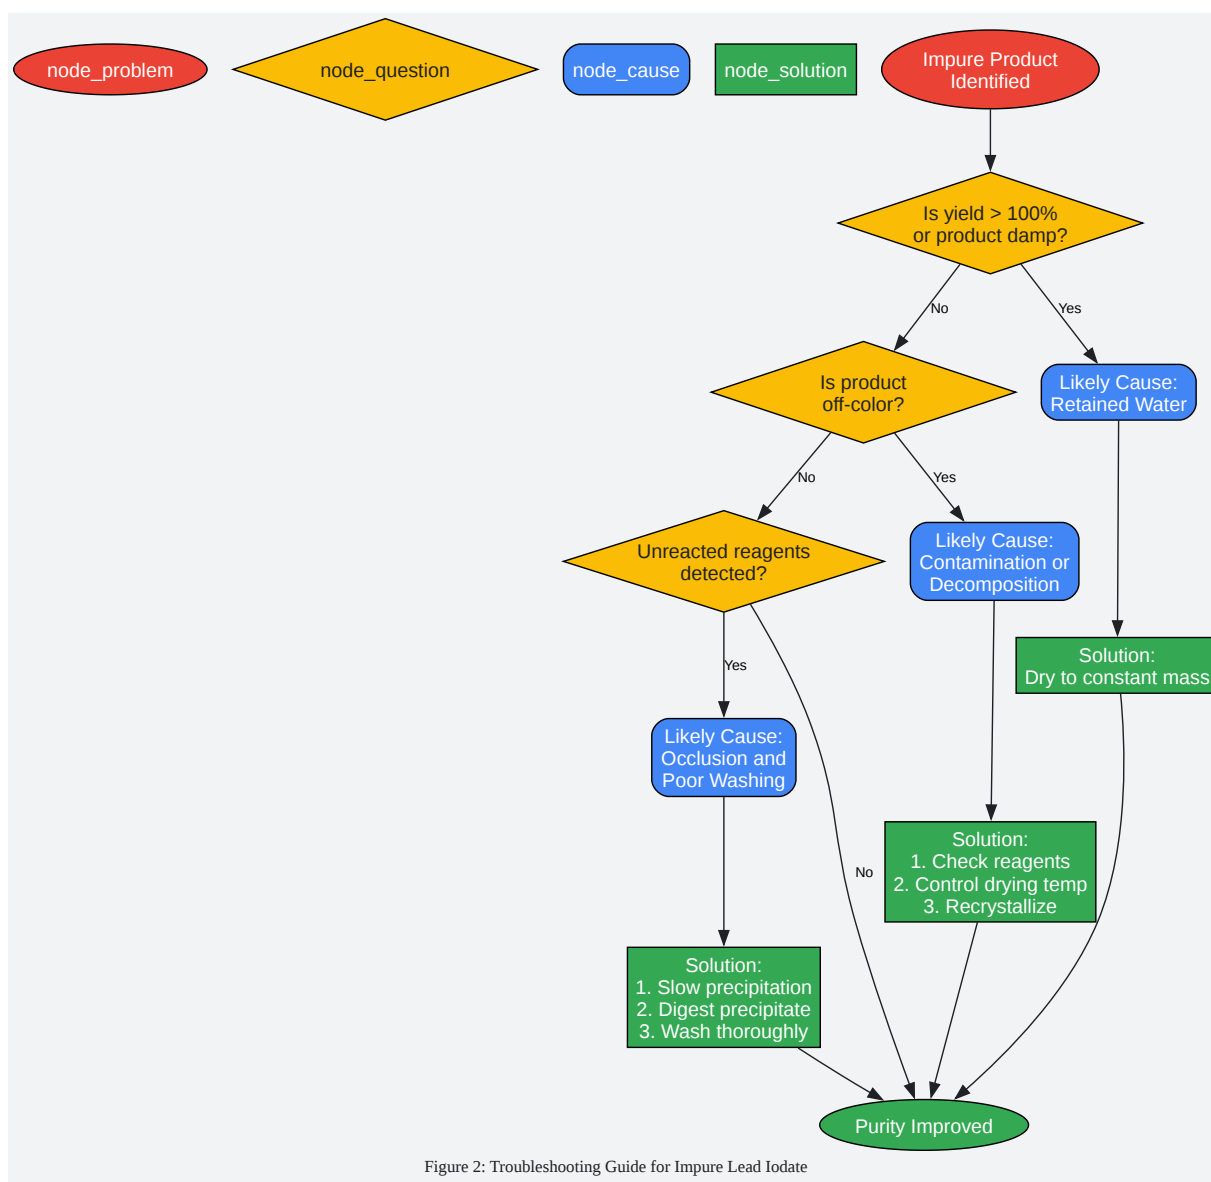 node_problem
node_question
node_cause
node_solution
Impure Product
Identified
Is yield > 100%
or product damp?
No
Yes
Is product
off-color?
Likely Cause:
Retained Water
No
Yes
Unreacted reagents
detected?
Likely Cause:
Contamination or
Decomposition
Solution:
Dry to constant mass
Yes
Likely Cause:
Occlusion and
Poor Washing
No
Solution:
1. Check reagents
2. Control drying temp
3. Recrystallize
Solution:
1. Slow precipitation
2. Digest precipitate
3. Wash thoroughly
Purity Improved
Figure 2: Troubleshooting Guide for Impure Lead Iodate